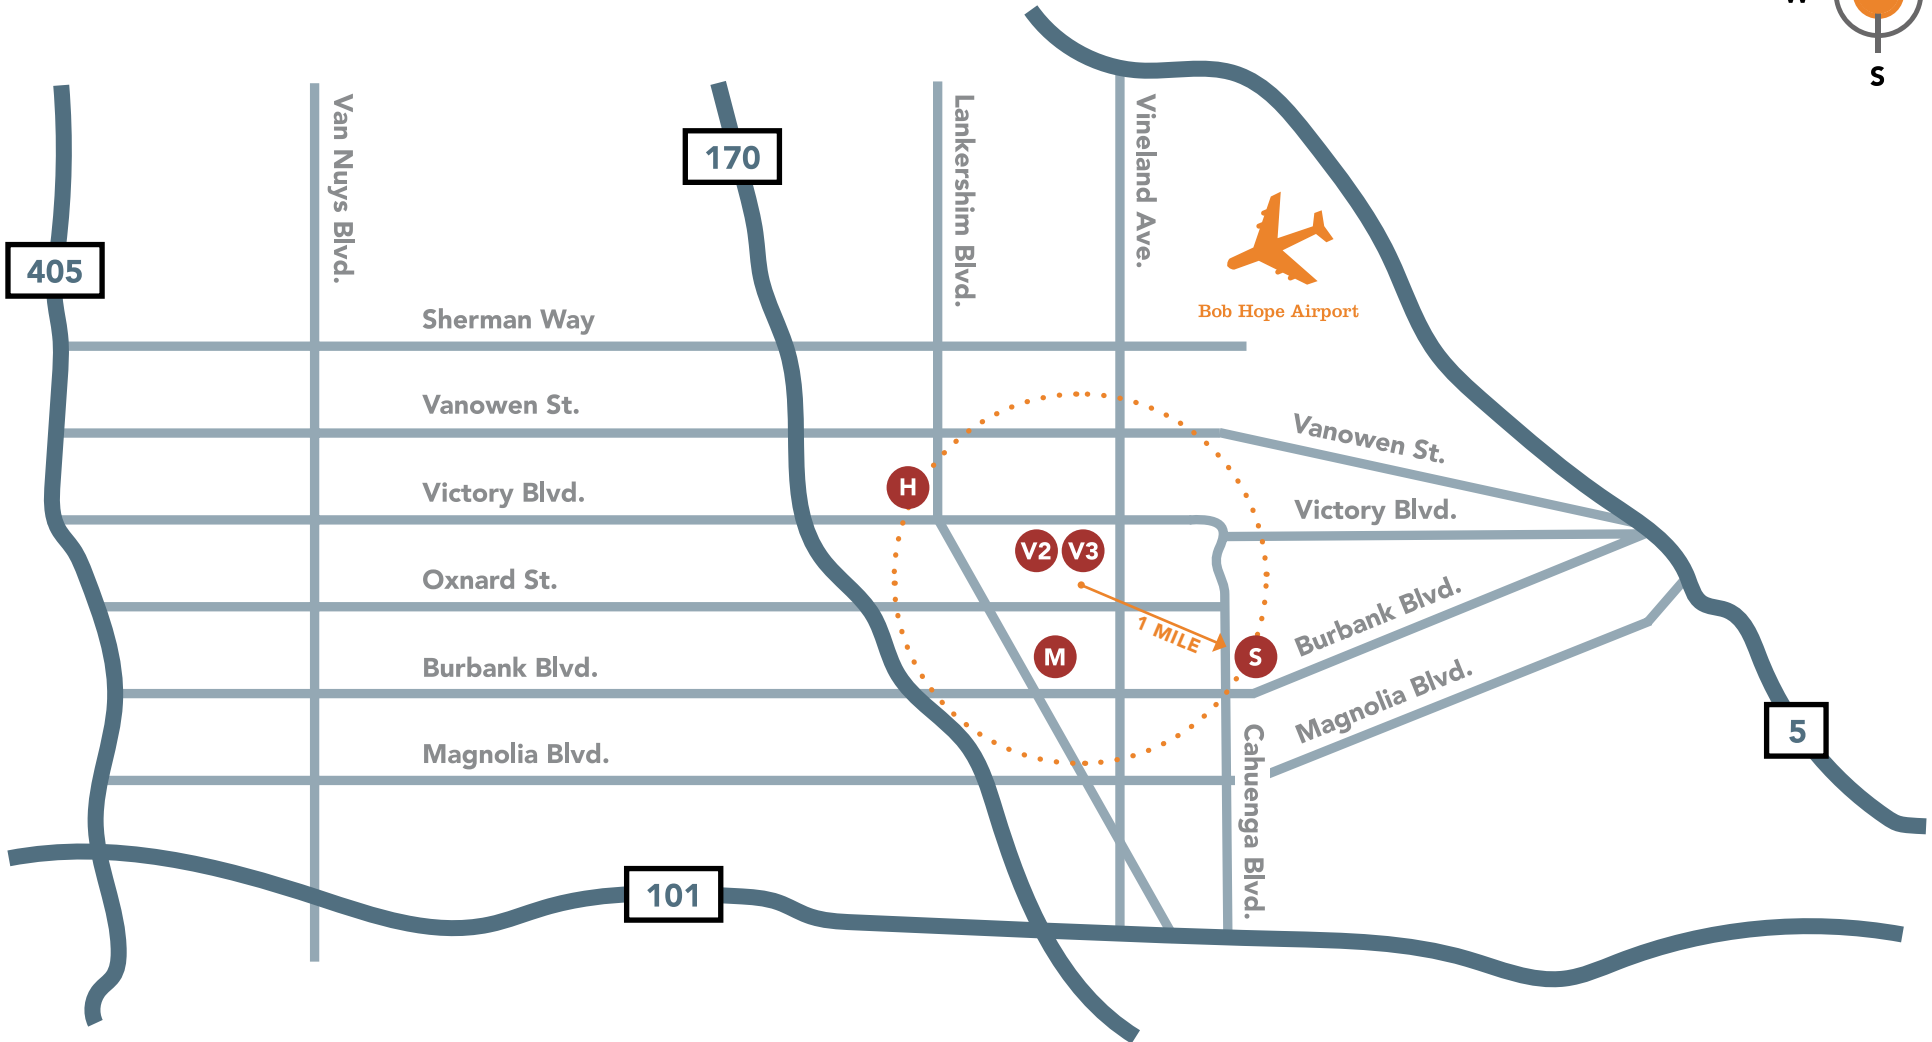 W
S
Van Nuys Blvd.
170
Lankershim Blvd.
Vineland Ave.
405
Bob Hope Airport
Sherman Way
Vanowen St.
Vanowen St.
Victory Blvd.
H
Victory Blvd.
V2
V3
Oxnard St.
1 MILE
Burbank Blvd.
M
S
Burbank Blvd.
Magnolia Blvd.
Magnolia Blvd.
Cahuenga Blvd.
5
101